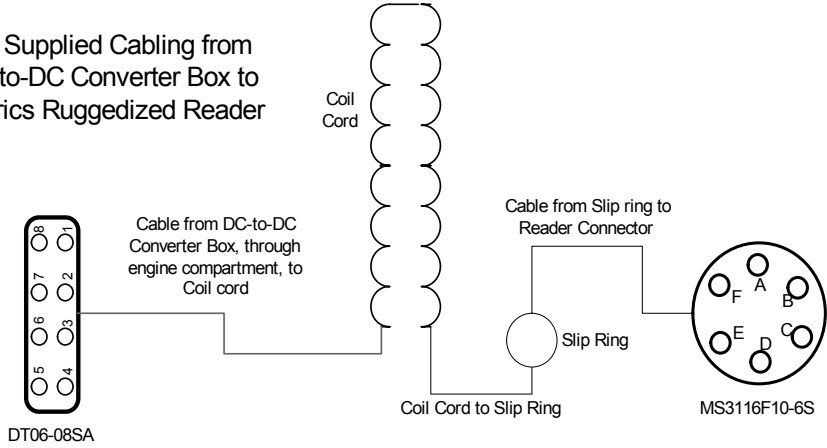 Supplied Cabling from
to-DC Converter Box to
rics Ruggedized Reader
Coil
Cord
Cable from DC-to-DC
Converter Box, through
engine compartment, to
Coil cord
Cable from Slip ring to
Reader Connector
8 1
7 2
6 3
5 4
DT06-08SA
Slip Ring
Coil Cord to Slip Ring
A
F B
E C
D
MS3116F10-6S